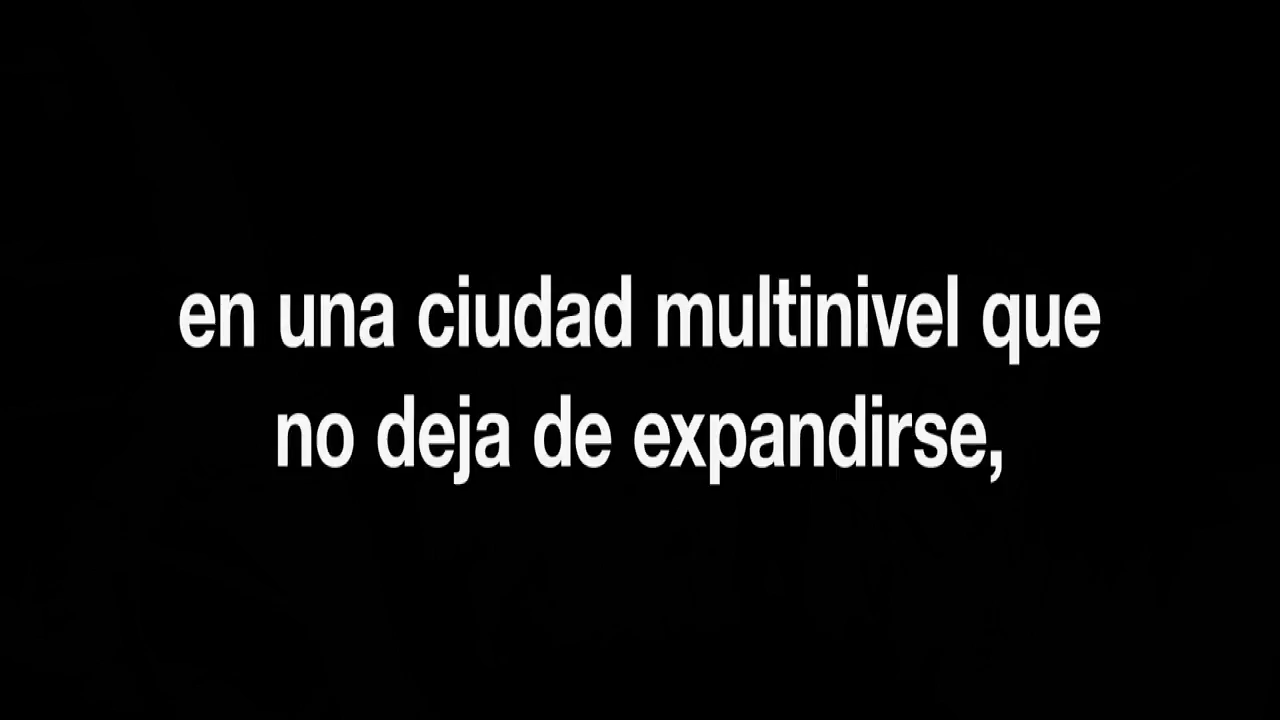 en una ciudad multinivel que
no deja de expandirse,